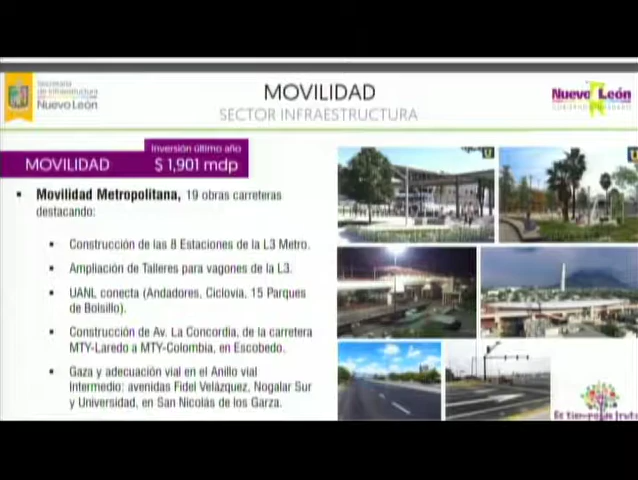 Secretaría
de Infraestructura
Nuevo León
MOVILIDAD
SECTOR INFRAESTRUCTURA
Nuevo León
MOVILIDAD
Inversión último año
$ 1,901 mdp
▪ Movilidad Metropolitana, 19 obras carreteras
destacando:
▪ Construcción de las 8 Estaciones de la L3 Metro.
▪ Ampliación de Talleres para vagones de la L3.
▪ UANL conecta (Andadores, Ciclovía, 15 Parques
de Bolsillo).
▪ Construcción de Av. La Concordia, de la carretera
MTY-Laredo a MTY-Colombia, en Escobedo.
▪ Gaza y adecuación vial en el Anillo vial
Intermedio: avenidas Fidel Velázquez, Nogalar Sur
y Universidad, en San Nicolás de los Garza.
Es tiempo de